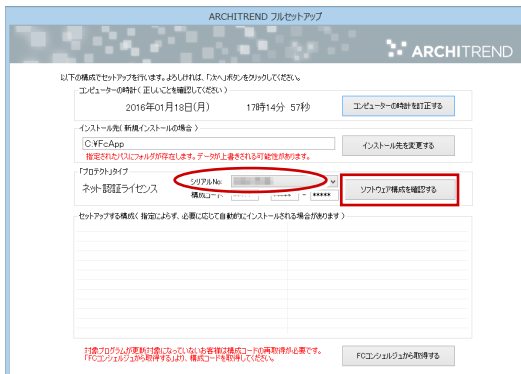 ARCHITREND フルセットアップ
ARCHITREND
以下の構成でセットアップを行います。よろしければ、「次へ」ボタンをクリックしてください。
コンピューターの時計( 正しいことを確認してください )
2016年01月18日(月) 17時14分 57秒
コンピューターの時計を訂正する
インストール先( 新規インストールの場合 )
C:¥FcApp
インストール先を変更する
指定されたパスにフォルダが存在します。データが上書きされる可能性があります。
「プロテクト」タイプ
ネット認証ライセンス
シリアルNo:
構成コード:
***** - *****
ソフトウェア構成を確認する
セットアップする構成( 指定によらず、必要に応じて自動的にインストールされる場合があります )
対象プログラムが更新対象になっていないお客様は構成コードの再取得が必要です。
「FCコンシェルジュから取得する」より、構成コードを取得してください。
FCコンシェルジュから取得する